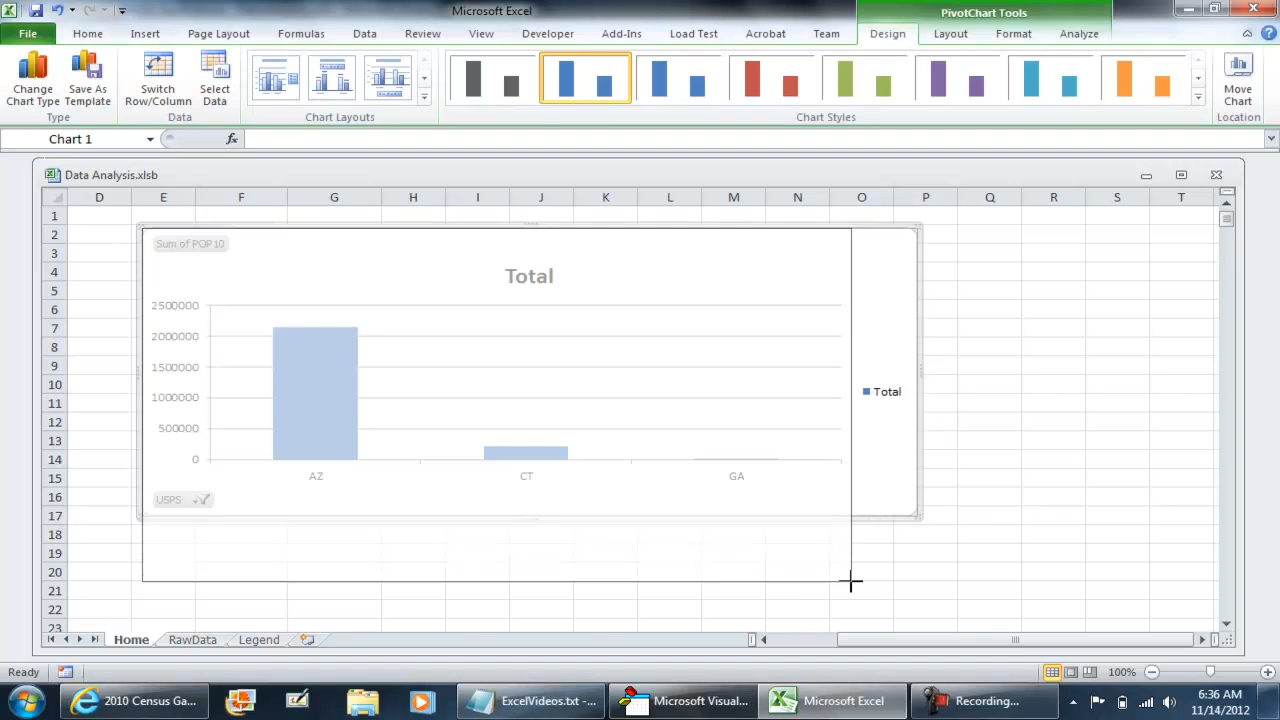 Microsoft Excel
PivotChart Tools
File Home Insert Page Layout Formulas Data Review View Developer Add-Ins Load Test Acrobat Team Design Layout Format Analyze
Change Chart Type
Save As Template
Switch Row/Column
Select Data
Move Chart
Type Data Chart Layouts Chart Styles Location
Chart 1 fx
Data Analysis.xlsb
D E F G H I J K L M N O P Q R S T
1
2
Sum of POP10
3
4
Total
5
6
2500000
7
2000000
8
9
1500000
10
1000000
Total
11
12
500000
13
14
0
15
AZ CT GA
16
USPS
17
18
19
20
21
22
23
Home RawData Legend
Ready 100%
2010 Census Ga...
ExcelVideos.txt -...
Microsoft Visual...
Microsoft Excel
Recording...
6:36 AM
11/14/2012